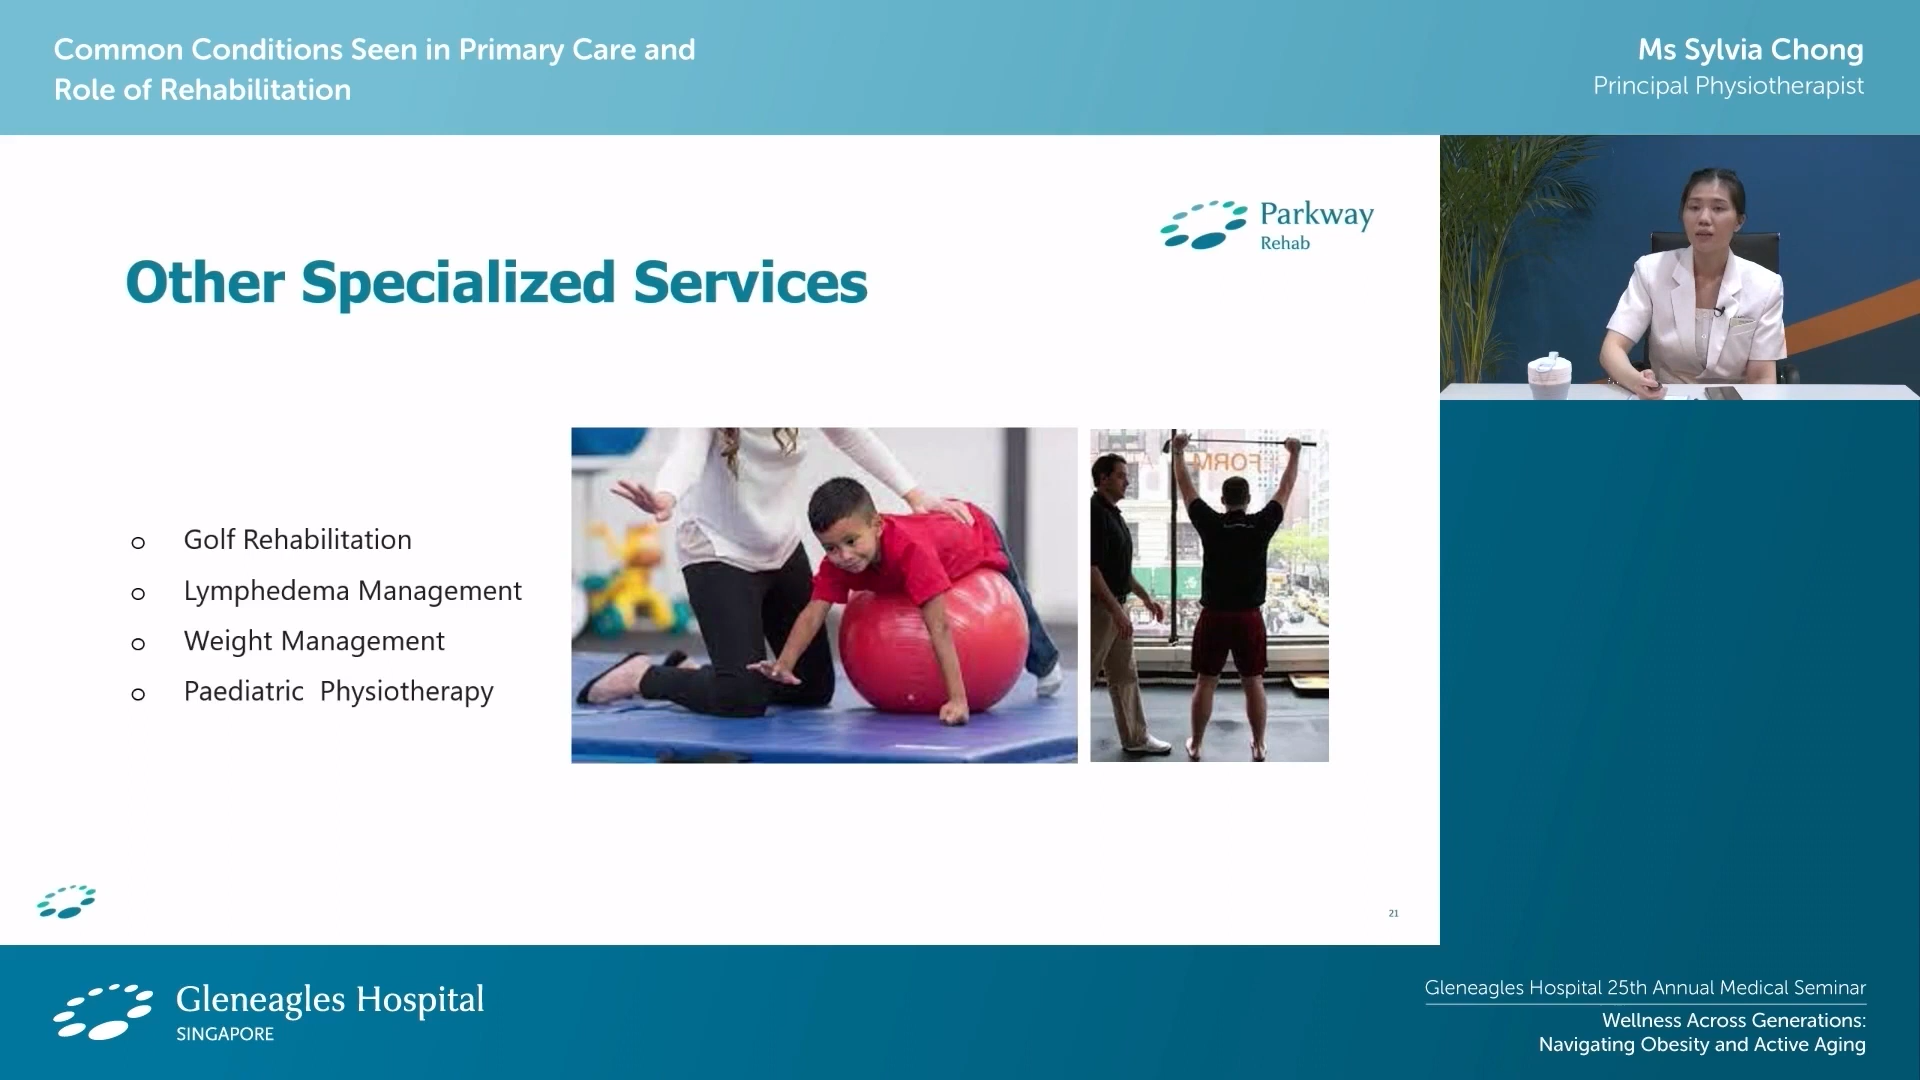 Common Conditions Seen in Primary Care and
Role of Rehabilitation
Ms Sylvia Chong
Principal Physiotherapist
Parkway
Rehab
Other Specialized Services
o Golf Rehabilitation
o Lymphedema Management
o Weight Management
o Paediatric  Physiotherapy
FORM
21
Gleneagles Hospital
SINGAPORE
Gleneagles Hospital 25th Annual Medical Seminar
Wellness Across Generations:
Navigating Obesity and Active Aging